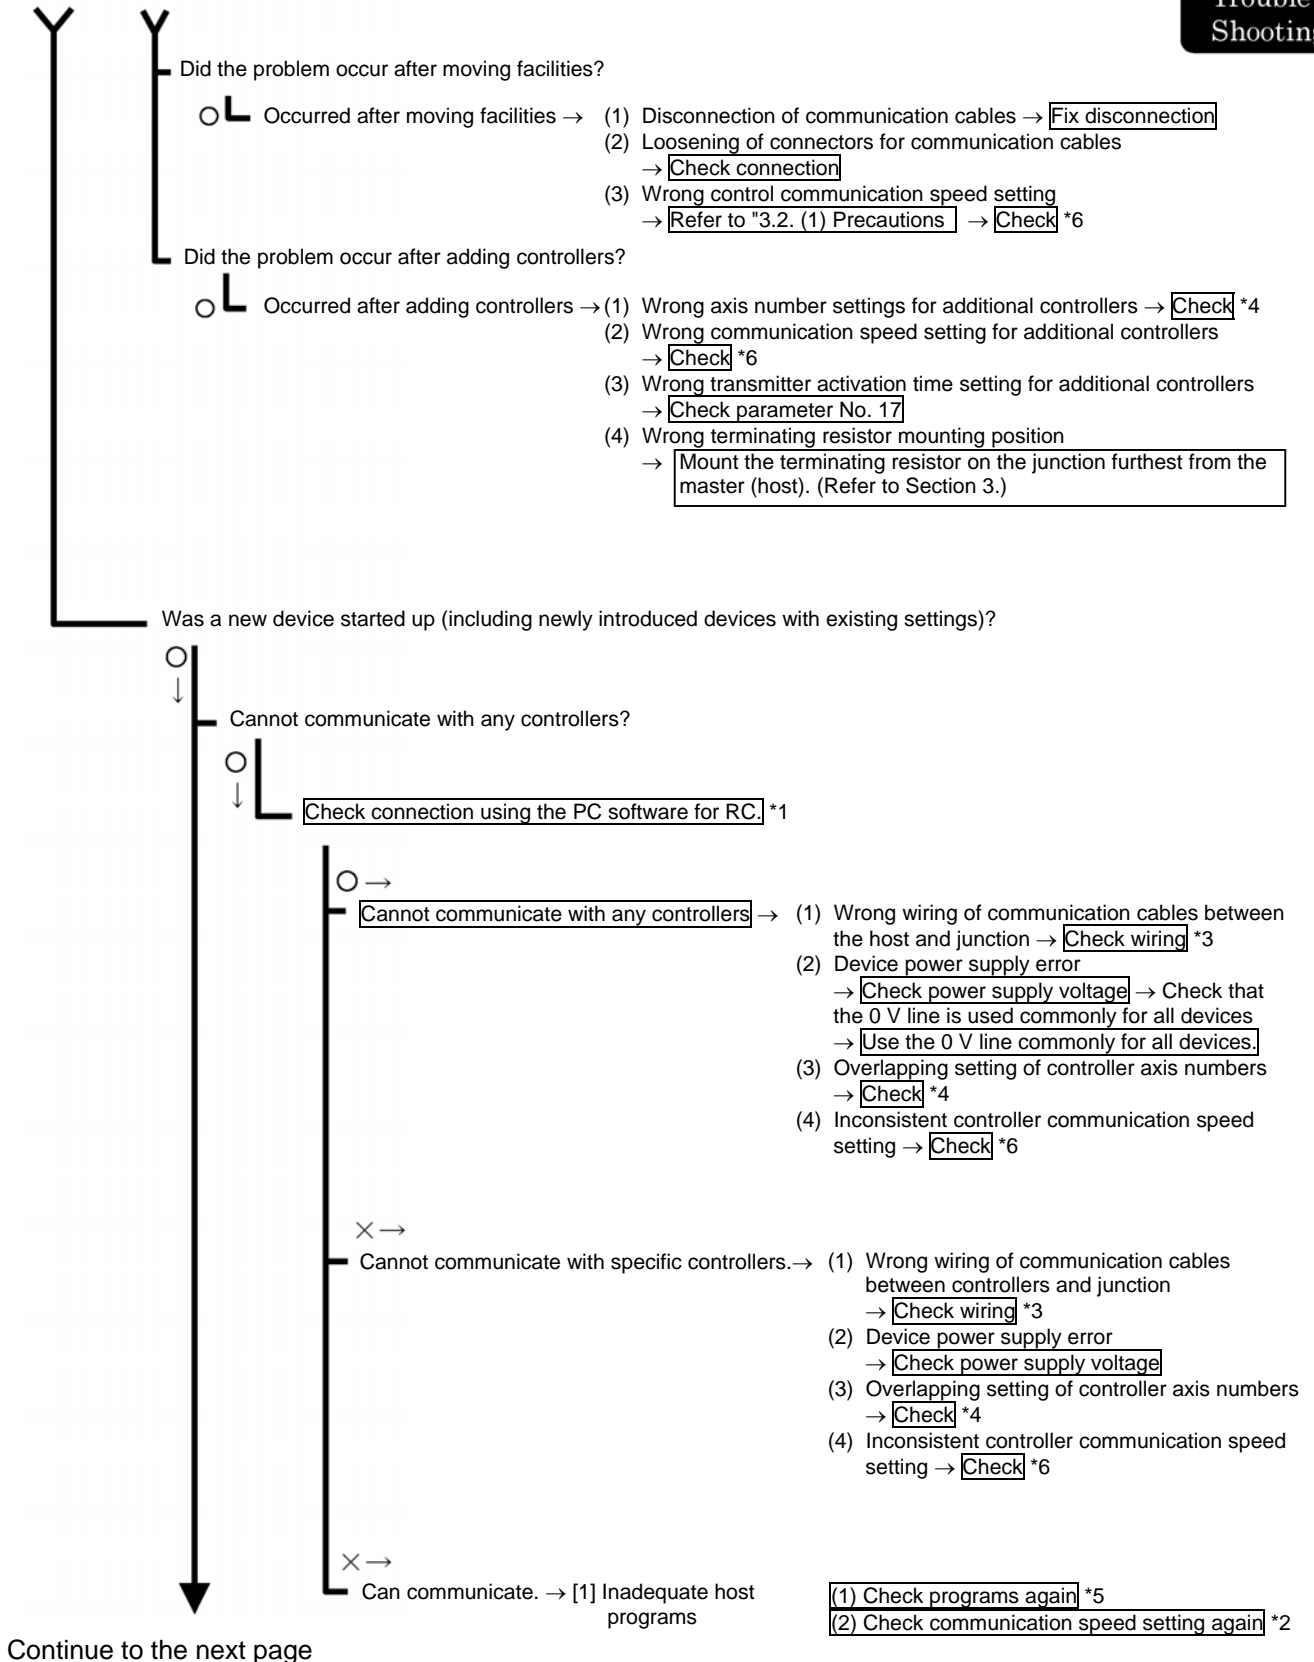 Trouble
Shooting
Did the problem occur after moving facilities?
○ Occurred after moving facilities → (1) Disconnection of communication cables → Fix disconnection
(2) Loosening of connectors for communication cables
→ Check connection
(3) Wrong control communication speed setting
→ Refer to "3.2. (1) Precautions → Check *6
Did the problem occur after adding controllers?
○ Occurred after adding controllers → (1) Wrong axis number settings for additional controllers → Check *4
(2) Wrong communication speed setting for additional controllers
→ Check *6
(3) Wrong transmitter activation time setting for additional controllers
→ Check parameter No. 17
(4) Wrong terminating resistor mounting position
→ Mount the terminating resistor on the junction furthest from the
master (host). (Refer to Section 3.)
Was a new device started up (including newly introduced devices with existing settings)?
○
↓
Cannot communicate with any controllers?
○
↓
Check connection using the PC software for RC. *1
○ →
Cannot communicate with any controllers → (1) Wrong wiring of communication cables between
the host and junction → Check wiring *3
(2) Device power supply error
→ Check power supply voltage → Check that
the 0 V line is used commonly for all devices
→ Use the 0 V line commonly for all devices.
(3) Overlapping setting of controller axis numbers
→ Check *4
(4) Inconsistent controller communication speed
setting → Check *6
× →
Cannot communicate with specific controllers. → (1) Wrong wiring of communication cables
between controllers and junction
→ Check wiring *3
(2) Device power supply error
→ Check power supply voltage
(3) Overlapping setting of controller axis numbers
→ Check *4
(4) Inconsistent controller communication speed
setting → Check *6
× →
Can communicate. → [1] Inadequate host (1) Check programs again *5
programs (2) Check communication speed setting again *2
Continue to the next page